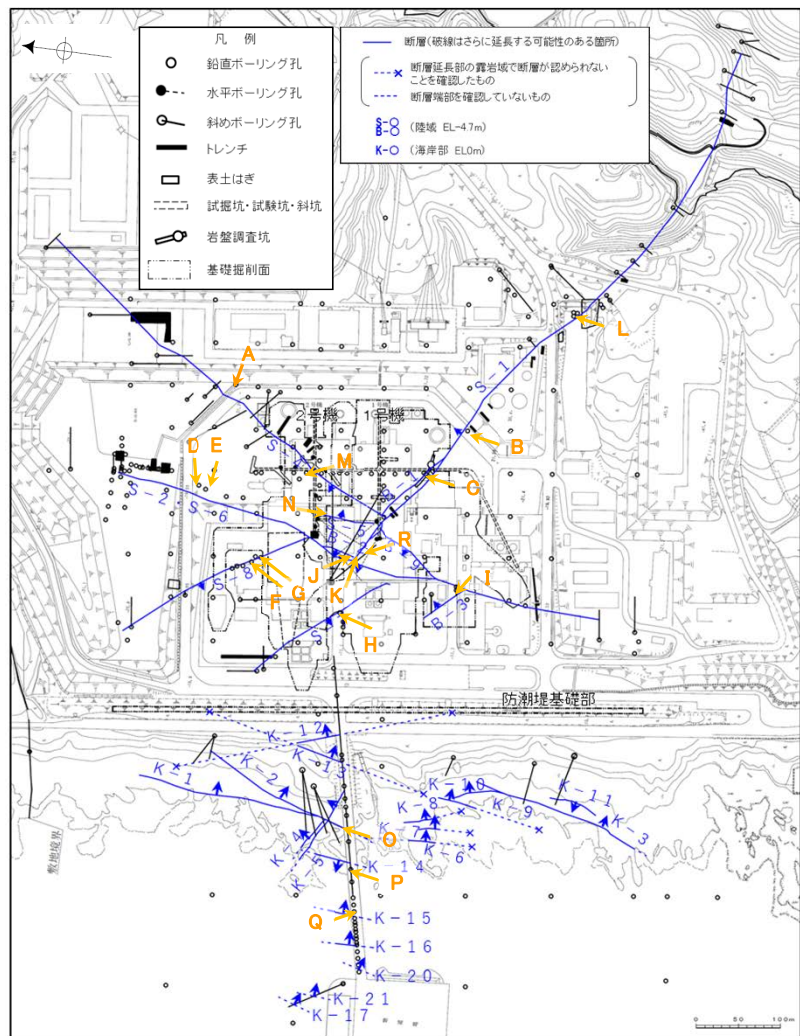 凡 例
鉛直ボーリング孔
水平ボーリング孔
斜めボーリング孔
トレンチ
表土はぎ
試掘坑・試験坑・斜坑
岩盤調査坑
基礎掘削面
断層(破線はさらに延長する可能性のある箇所)
断層延長部の露岩域で断層が認められない
ことを確認したもの
断層端部を確認していないもの
S-○
B-○
(陸域 EL-4.7m)
K-○
(海岸部 EL0m)
L
A
S-1
2号機
1号機
B
D
E
M
C
S-2・S-6
N
R
J
K
I
S-8
F
G
H
防潮堤基礎部
K-12
K-13
K-1
K-2
K-10
K-11
K-8
K-9
K-3
K-7
K-6
K-4
K-5
O
K-14
P
Q
K-15
K-16
K-20
K-21
K-17
敷地境界
0 50 100m